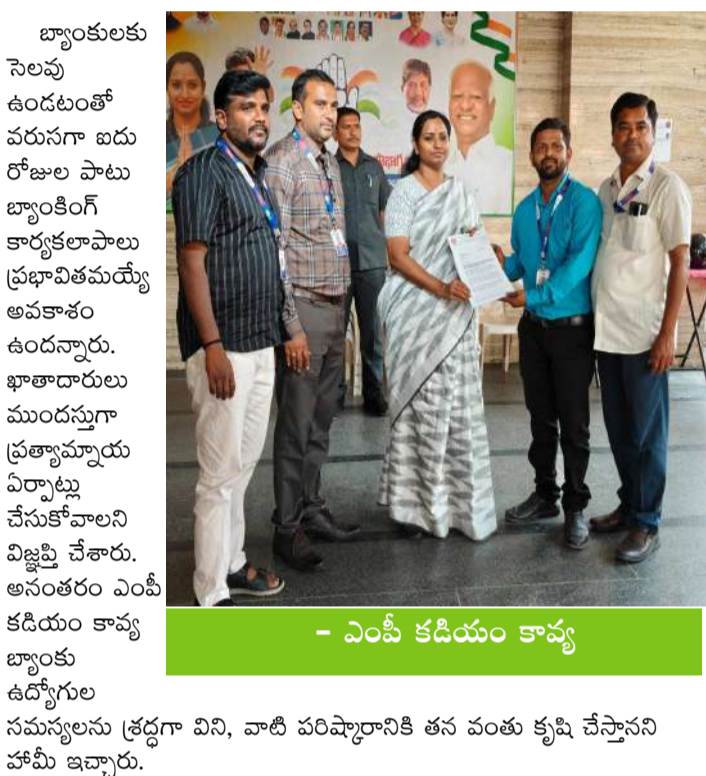 బ్యాంకులకు
సెలవు
ఉండటంతో
వరుసగా ఐదు
రోజుల పాటు
బ్యాంకింగ్
కార్యకలాపాలు
ప్రభావితమయ్యే
అవకాశం
ఉందన్నారు.
ఖాతాదారులు
ముందస్తుగా
ప్రత్యామ్నాయ
ఏర్పాట్లు
చేసుకోవాలని
విజ్ఞప్తి చేశారు.
అనంతరం ఎంపీ
కడియం కావ్య
బ్యాంకు
ఉద్యోగుల
సమస్యలను శ్రద్ధగా విని, వాటి పరిష్కారానికి తన వంతు కృషి చేస్తానని
హామీ ఇచ్చారు.
- ఎంపీ కడియం కావ్య